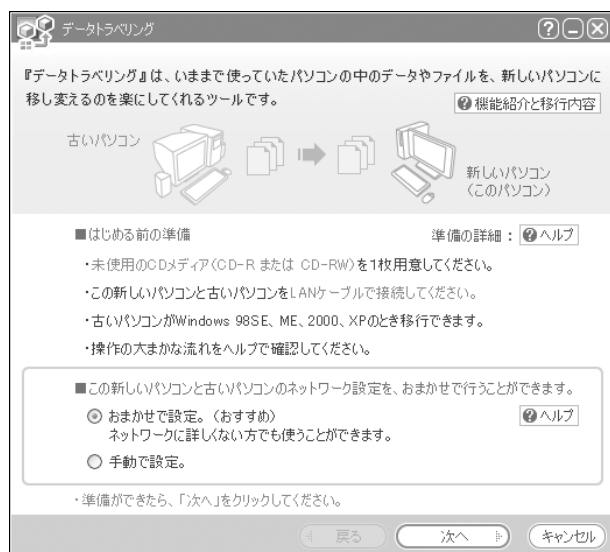 データトラベリング
『データトラベリング』は、いままで使っていたパソコンの中のデータやファイルを、新しいパソコンに
移し変えるのを楽にしてくれるツールです。
機能紹介と移行内容
古いパソコン
新しいパソコン
(このパソコン)
■はじめる前の準備
準備の詳細：
ヘルプ
・未使用のCDメディア(CD-R または CD-RW)を1枚用意してください。
・この新しいパソコンと古いパソコンをLANケーブルで接続してください。
・古いパソコンがWindows 98SE、ME、2000、XPのとき移行できます。
・操作の大まかな流れをヘルプで確認してください。
■この新しいパソコンと古いパソコンのネットワーク設定を、おまかせで行うことができます。
おまかせで設定。(おすすめ)
ヘルプ
ネットワークに詳しくない方でも使うことができます。
手動で設定。
・準備ができたら、「次へ」をクリックしてください。
戻る
次へ
キャンセル